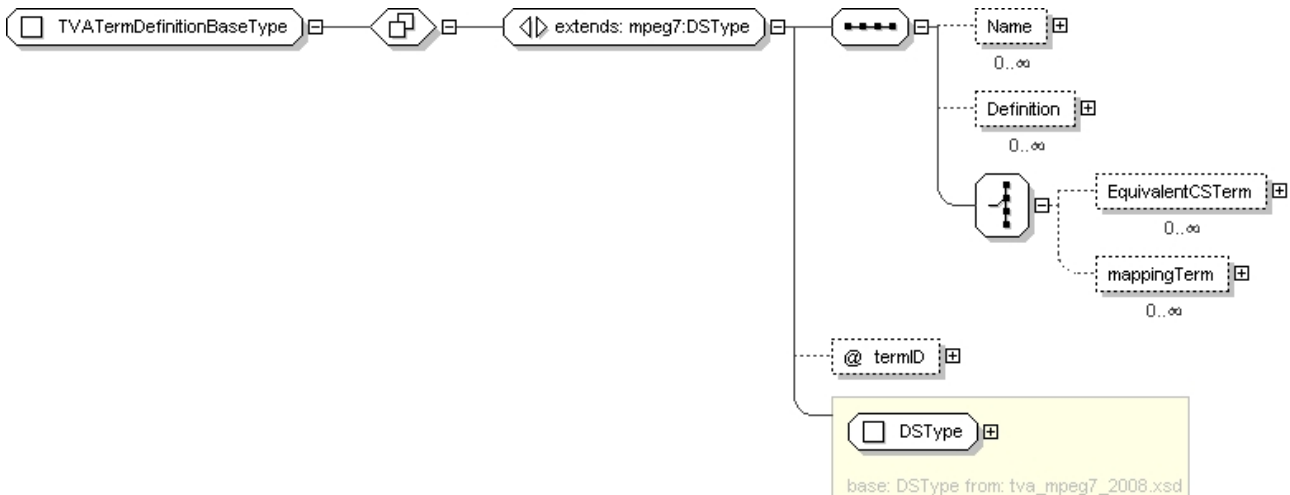 TVATermDefinitionBaseType
extends: mpeg7:DSType
Name
0..∞
Definition
0..∞
EquivalentCSTerm
0..∞
mappingTerm
0..∞
@ termID
DSType
base: DSType from: tva_mpeg7_2008.xsd